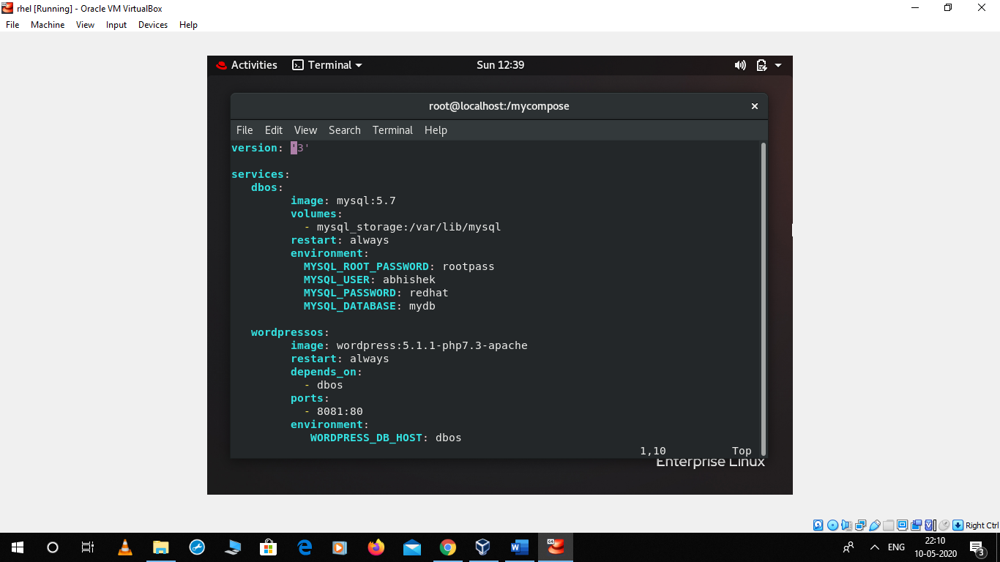 rhel [Running] - Oracle VM VirtualBox
File Machine View Input Devices Help
Activities Terminal Sun 12:39
root@localhost:/mycompose
File Edit View Search Terminal Help
version: '3'
services:
dbos:
image: mysql:5.7
volumes:
- mysql_storage:/var/lib/mysql
restart: always
environment:
MYSQL_ROOT_PASSWORD: rootpass
MYSQL_USER: abhishek
MYSQL_PASSWORD: redhat
MYSQL_DATABASE: mydb
wordpressos:
image: wordpress:5.1.1-php7.3-apache
restart: always
depends_on:
- dbos
ports:
- 8081:80
environment:
WORDPRESS_DB_HOST: dbos
1,10 Top
Enterprise Linux
Right Ctrl
ENG
22:10
10-05-2020
3